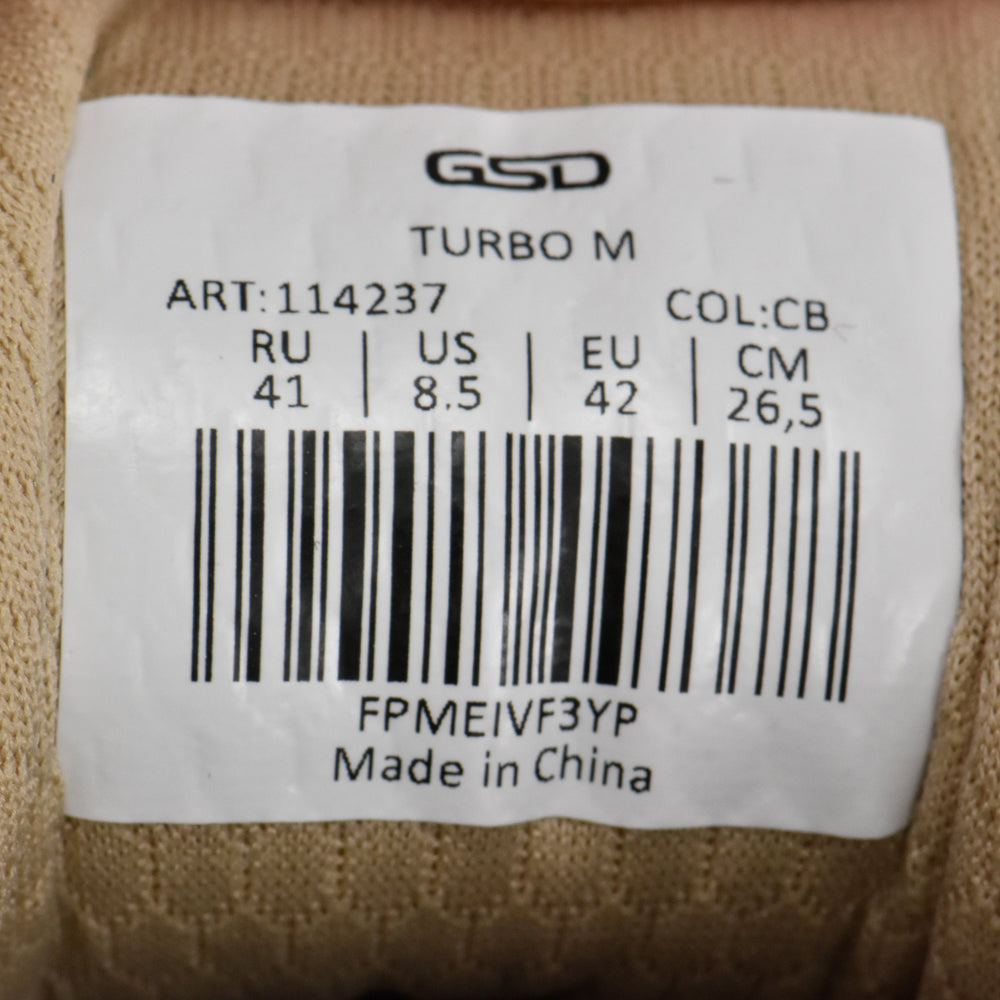 GSD
TURBO M
ART:114237 COL:CB
RU | US | EU | CM
41 | 8.5 | 42 | 26,5
FPMEIVF3YP
Made in China